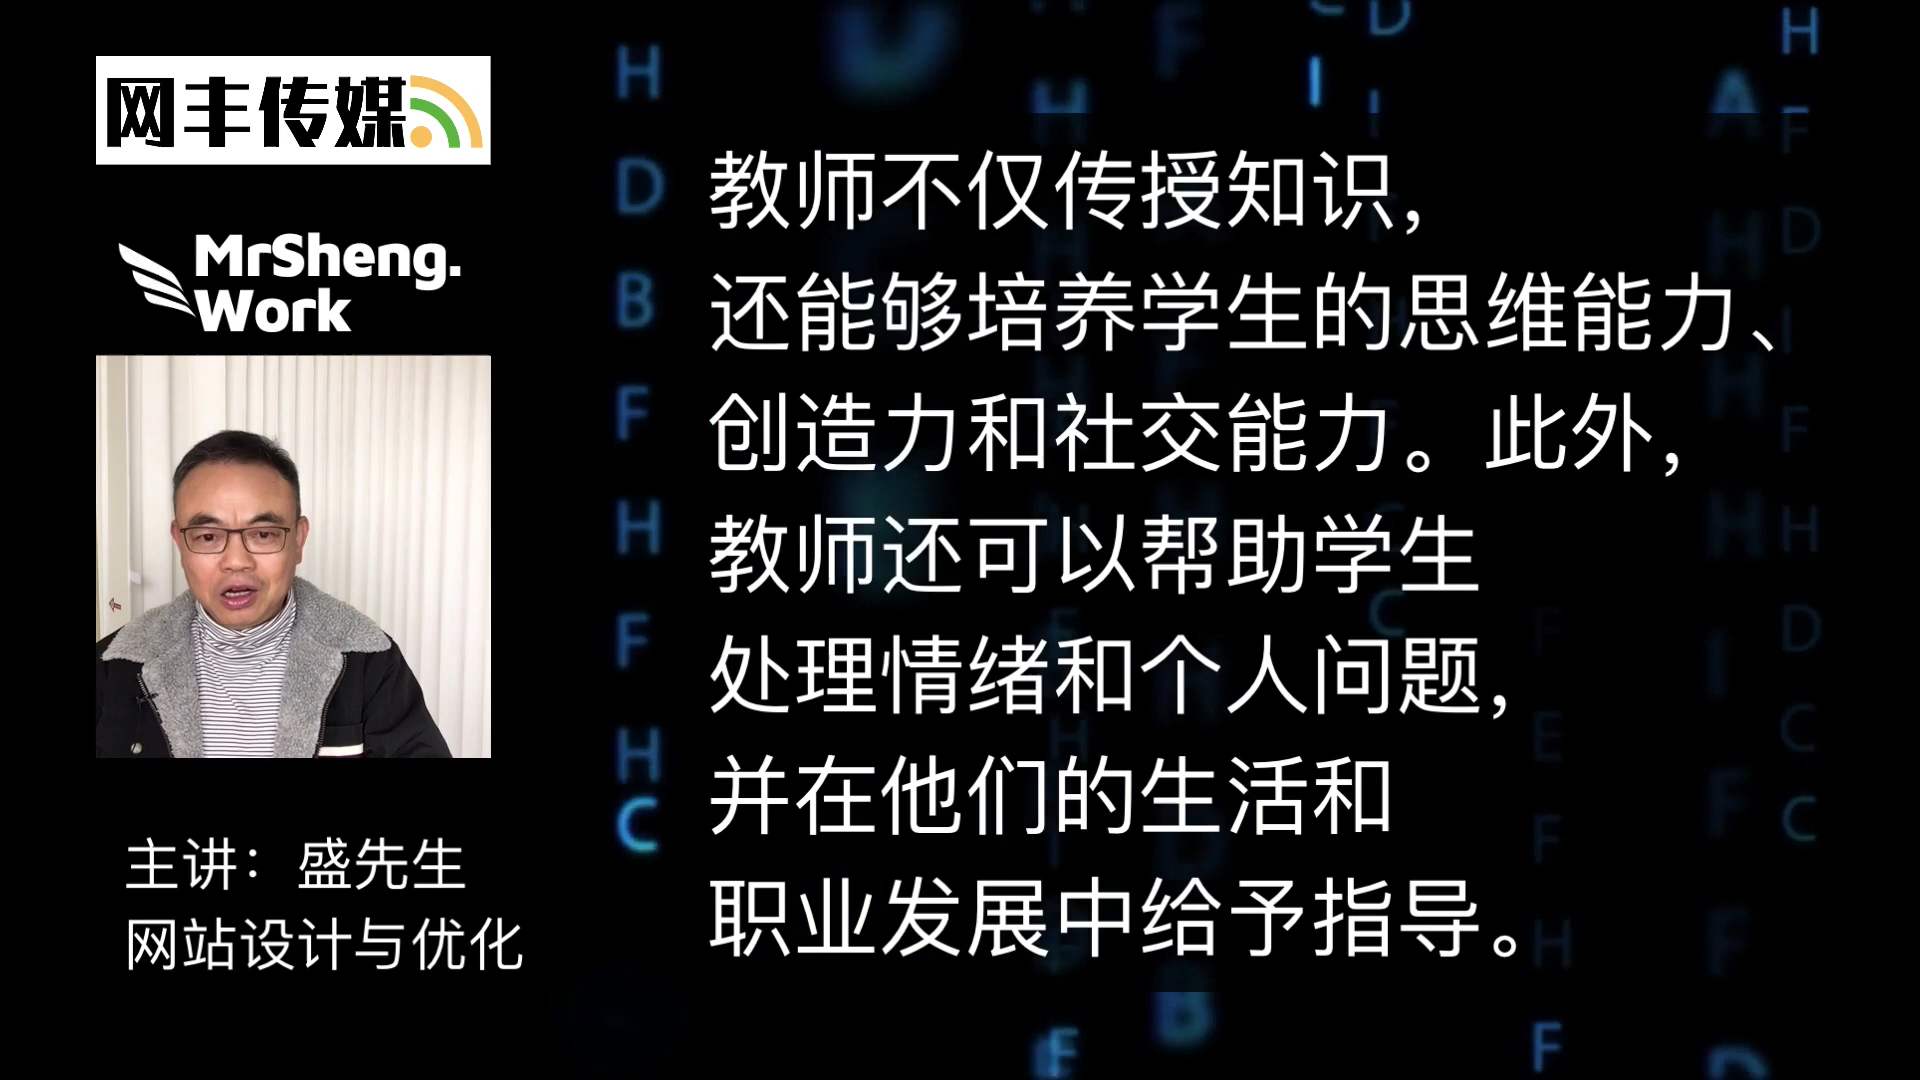 网丰传媒
MrSheng.
Work
主讲：盛先生
网站设计与优化
教师不仅传授知识，
还能够培养学生的思维能力、
创造力和社交能力。此外，
教师还可以帮助学生
处理情绪和个人问题，
并在他们的生活和
职业发展中给予指导。